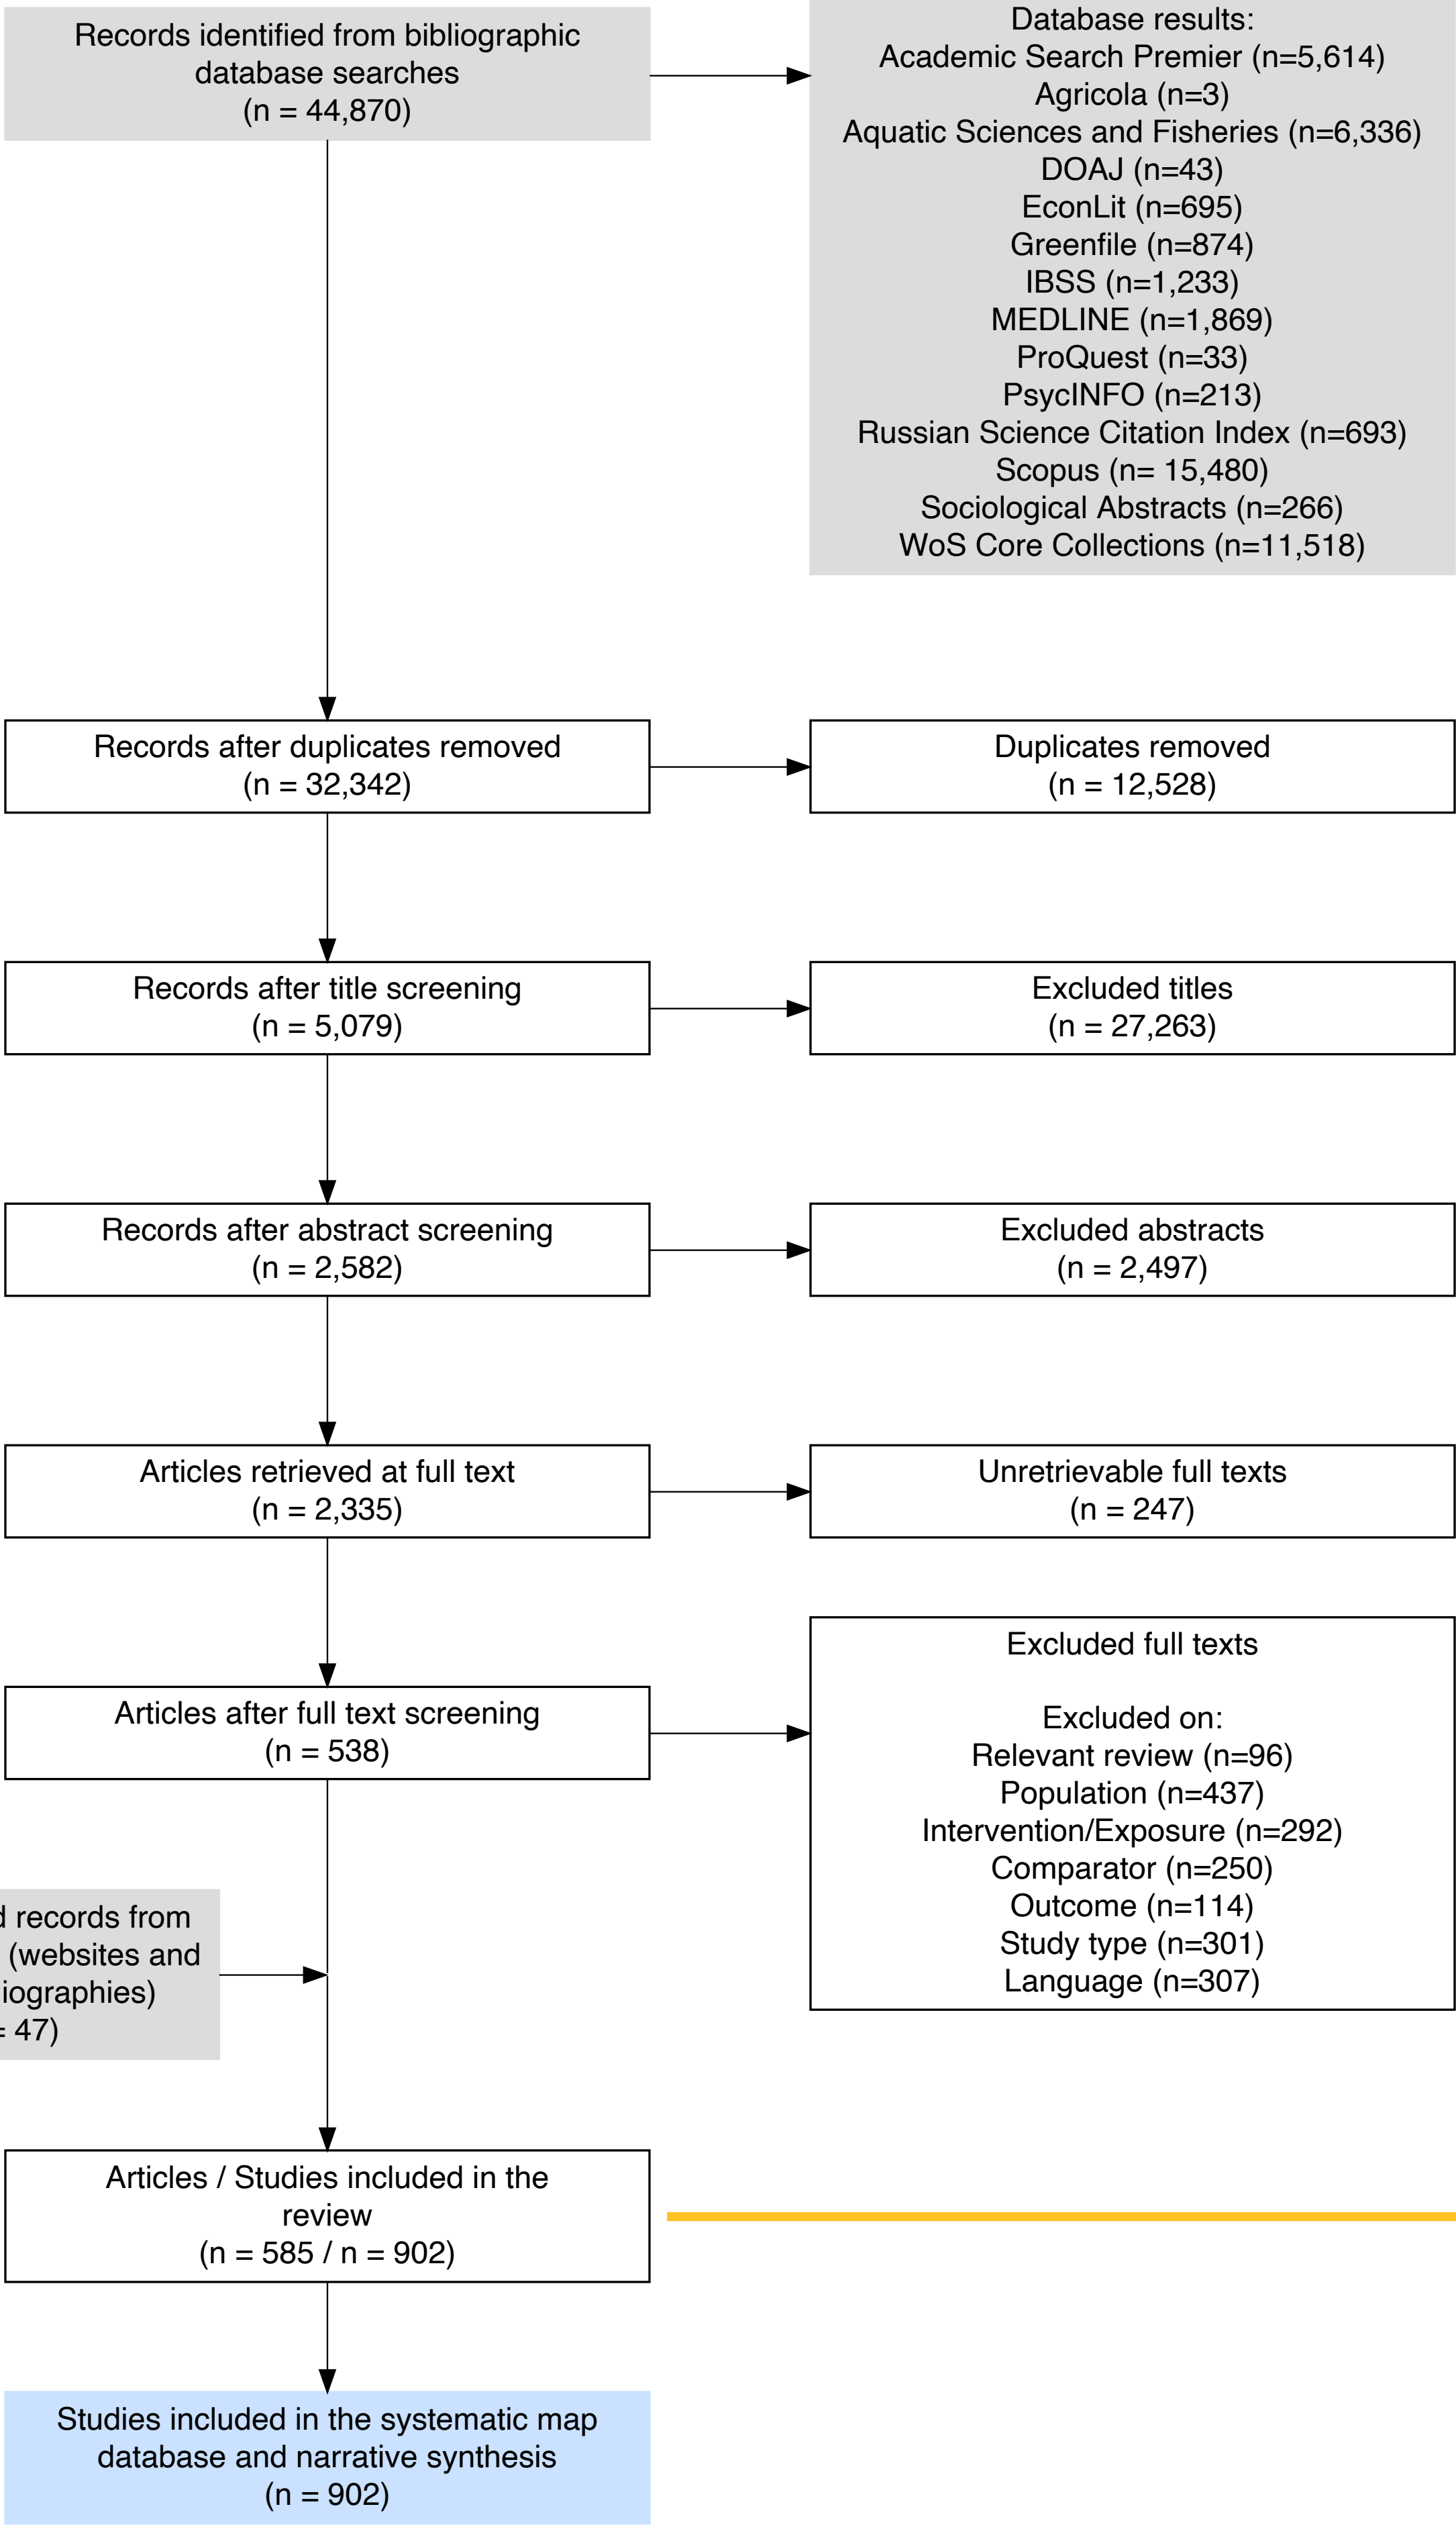 Records identified from bibliographic
database searches
(n = 44,870)
Database results:
Academic Search Premier (n=5,614)
Agricola (n=3)
Aquatic Sciences and Fisheries (n=6,336)
DOAJ (n=43)
EconLit (n=695)
Greenfile (n=874)
IBSS (n=1,233)
MEDLINE (n=1,869)
ProQuest (n=33)
PsycINFO (n=213)
Russian Science Citation Index (n=693)
Scopus (n= 15,480)
Sociological Abstracts (n=266)
WoS Core Collections (n=11,518)
Records after duplicates removed
(n = 32,342)
Duplicates removed
(n = 12,528)
Records after title screening
(n = 5,079)
Excluded titles
(n = 27,263)
Records after abstract screening
(n = 2,582)
Excluded abstracts
(n = 2,497)
Articles retrieved at full text
(n = 2,335)
Unretrievable full texts
(n = 247)
Articles after full text screening
(n = 538)
Excluded full texts
Excluded on:
Relevant review (n=96)
Population (n=437)
Intervention/Exposure (n=292)
Comparator (n=250)
Outcome (n=114)
Study type (n=301)
Language (n=307)
records from
(websites and
iographies)
= 47)
Articles / Studies included in the
review
(n = 585 / n = 902)
Studies included in the systematic map
database and narrative synthesis
(n = 902)